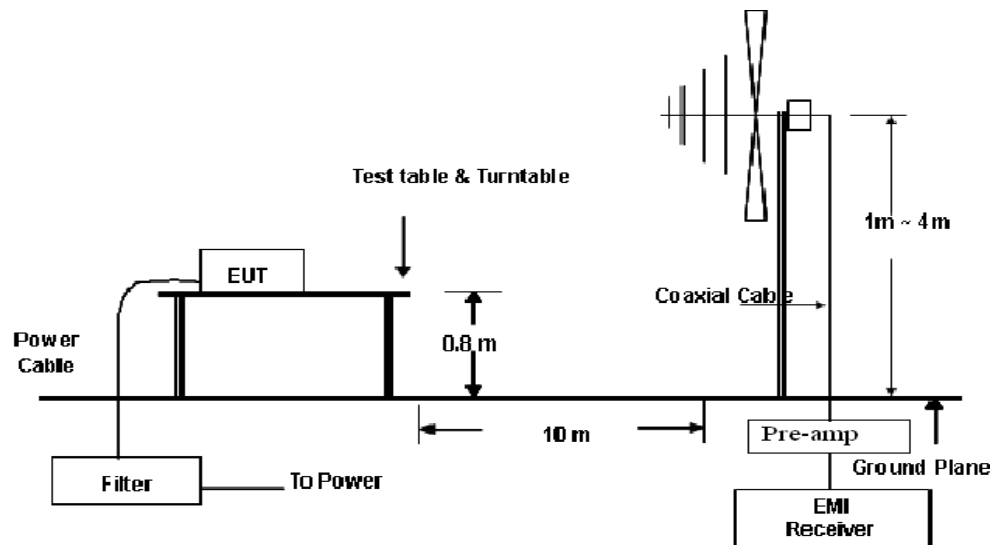 Test table & Turntable
1m ~ 4m
EUT
Coaxial Cable
0.8 m
Power
Cable
10 m
Pre-amp
Ground Plane
Filter
To Power
EMI
Receiver